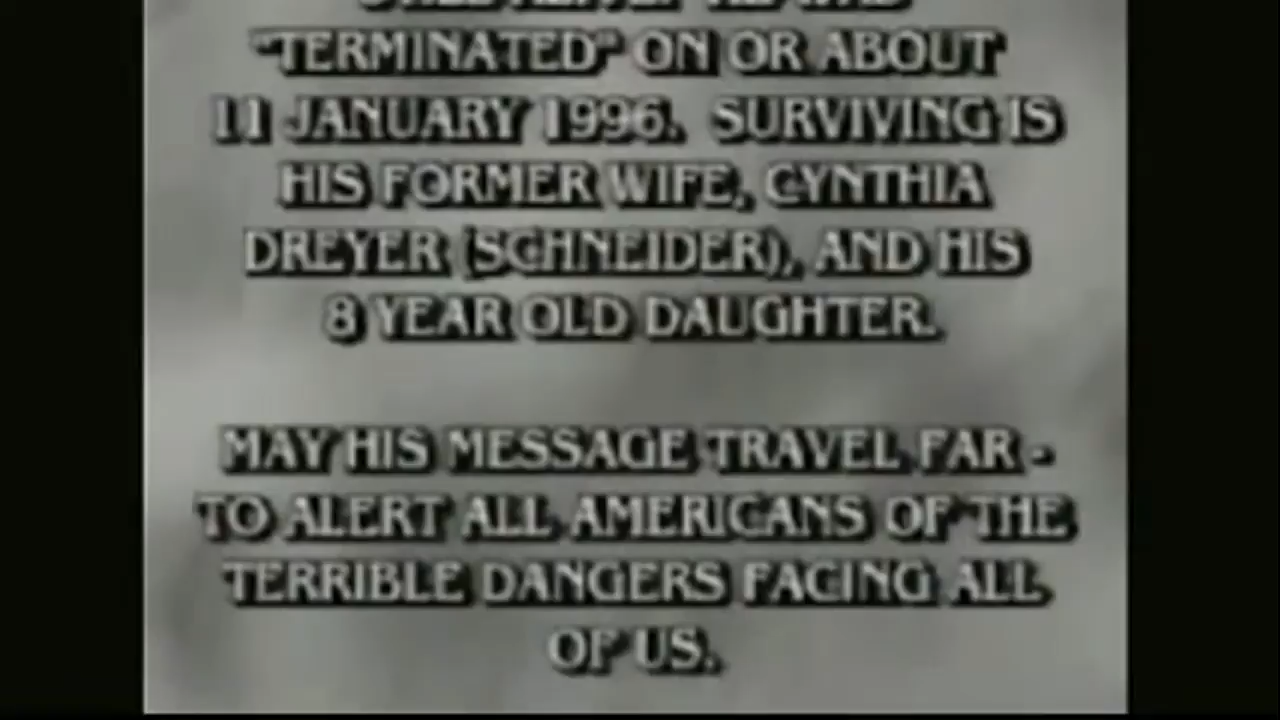 "TERMINATED" ON OR ABOUT
11 JANUARY 1996. SURVIVING IS
HIS FORMER WIFE, CYNTHIA
DREYER (SCHNEIDER), AND HIS
8 YEAR OLD DAUGHTER.
MAY HIS MESSAGE TRAVEL FAR -
TO ALERT ALL AMERICANS OF THE
TERRIBLE DANGERS FACING ALL
OF US.